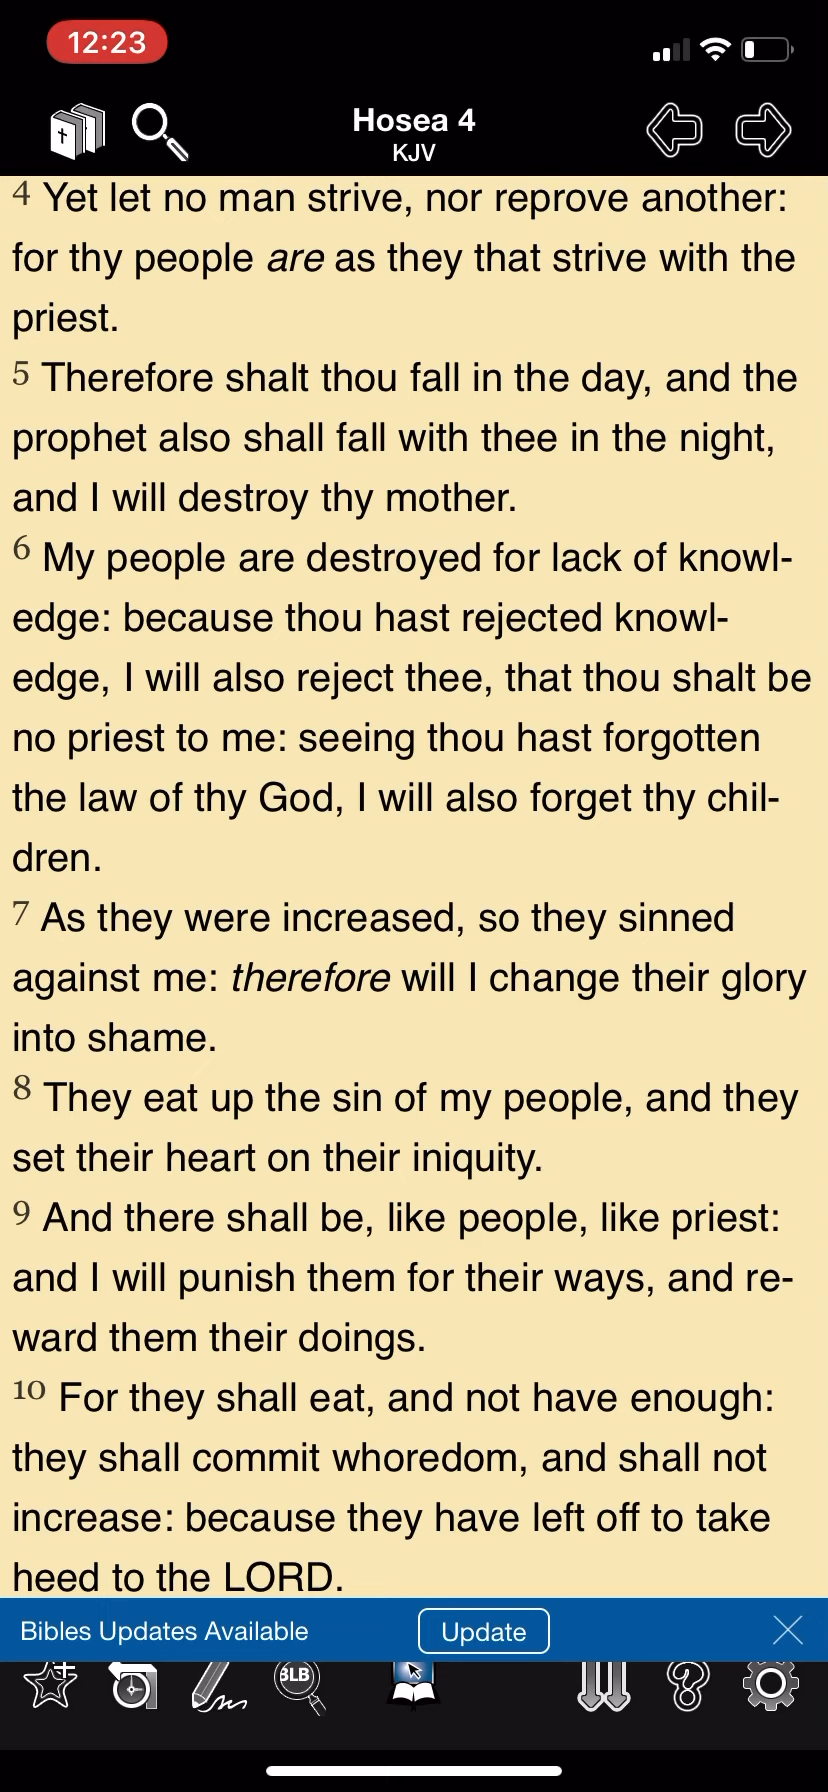 12:23
Hosea 4
KJV
4 Yet let no man strive, nor reprove another:
for thy people are as they that strive with the
priest.
5 Therefore shalt thou fall in the day, and the
prophet also shall fall with thee in the night,
and I will destroy thy mother.
6 My people are destroyed for lack of knowl-
edge: because thou hast rejected knowl-
edge, I will also reject thee, that thou shalt be
no priest to me: seeing thou hast forgotten
the law of thy God, I will also forget thy chil-
dren.
7 As they were increased, so they sinned
against me: therefore will I change their glory
into shame.
8 They eat up the sin of my people, and they
set their heart on their iniquity.
9 And there shall be, like people, like priest:
and I will punish them for their ways, and re-
ward them their doings.
10 For they shall eat, and not have enough:
they shall commit whoredom, and shall not
increase: because they have left off to take
heed to the LORD.
Bibles Updates Available
Update
BLB